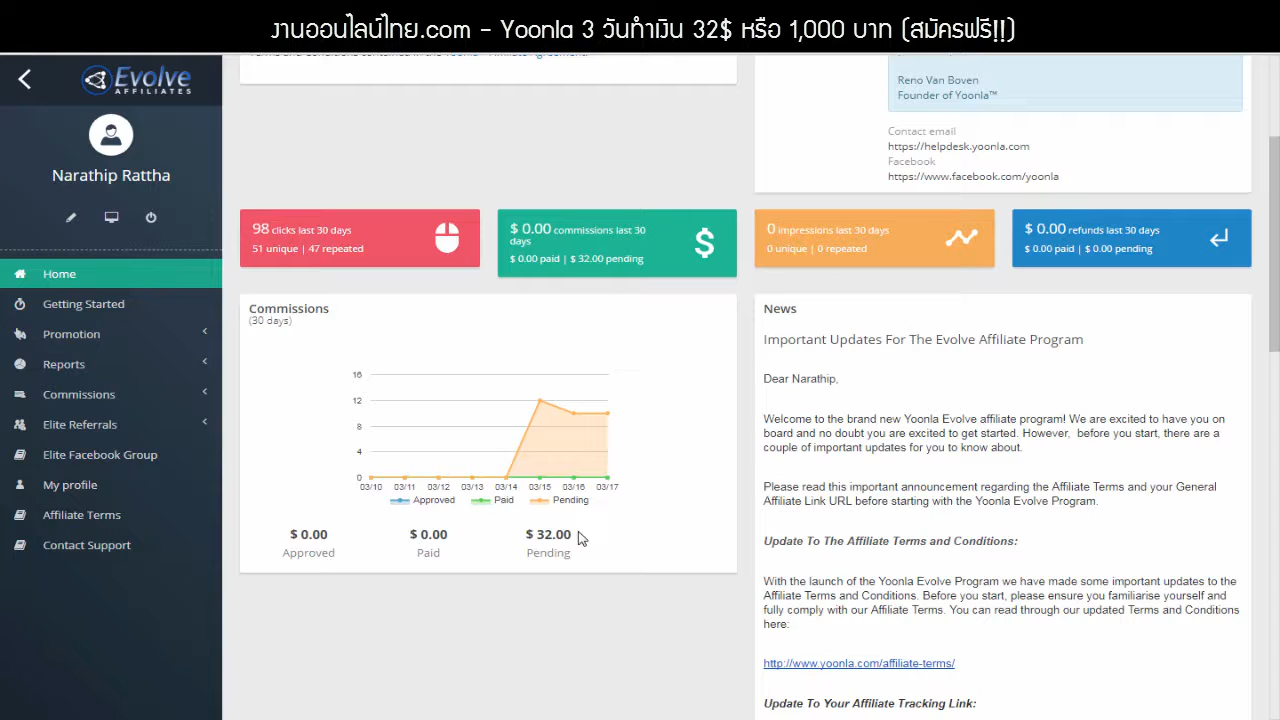 งานออนไลน์ไทย.com - Yoonla 3 วันทำเงิน 32$ หรือ 1,000 บาท (สมัครฟรี!!)
Evolve
AFFILIATES
Narathip Rattha
Home
Getting Started
Promotion
Reports
Commissions
Elite Referrals
Elite Facebook Group
My profile
Affiliate Terms
Contact Support
Reno Van Boven
Founder of Yoonla™
Contact email
https://helpdesk.yoonla.com
Facebook
https://www.facebook.com/yoonla
98 clicks last 30 days
51 unique | 47 repeated
$ 0.00 commissions last 30
days
$ 0.00 paid | $ 32.00 pending
0 impressions last 30 days
0 unique | 0 repeated
$ 0.00 refunds last 30 days
$ 0.00 paid | $ 0.00 pending
Commissions
(30 days)
16
12
8
4
0
03/10 03/11 03/12 03/13 03/14 03/15 03/16 03/17
Approved Paid Pending
$ 0.00 $ 0.00 $ 32.00
Approved Paid Pending
News
Important Updates For The Evolve Affiliate Program
Dear Narathip,
Welcome to the brand new Yoonla Evolve affiliate program! We are excited to have you on
board and no doubt you are excited to get started. However, before you start, there are a
couple of important updates for you to know about.
Please read this important announcement regarding the Affiliate Terms and your General
Affiliate Link URL before starting with the Yoonla Evolve Program.
Update To The Affiliate Terms and Conditions:
With the launch of the Yoonla Evolve Program we have made some important updates to the
Affiliate Terms and Conditions. Before you start, please ensure you familiarise yourself and
fully comply with our Affiliate Terms. You can read through our updated Terms and Conditions
here:
http://www.yoonla.com/affiliate-terms/
Update To Your Affiliate Tracking Link: